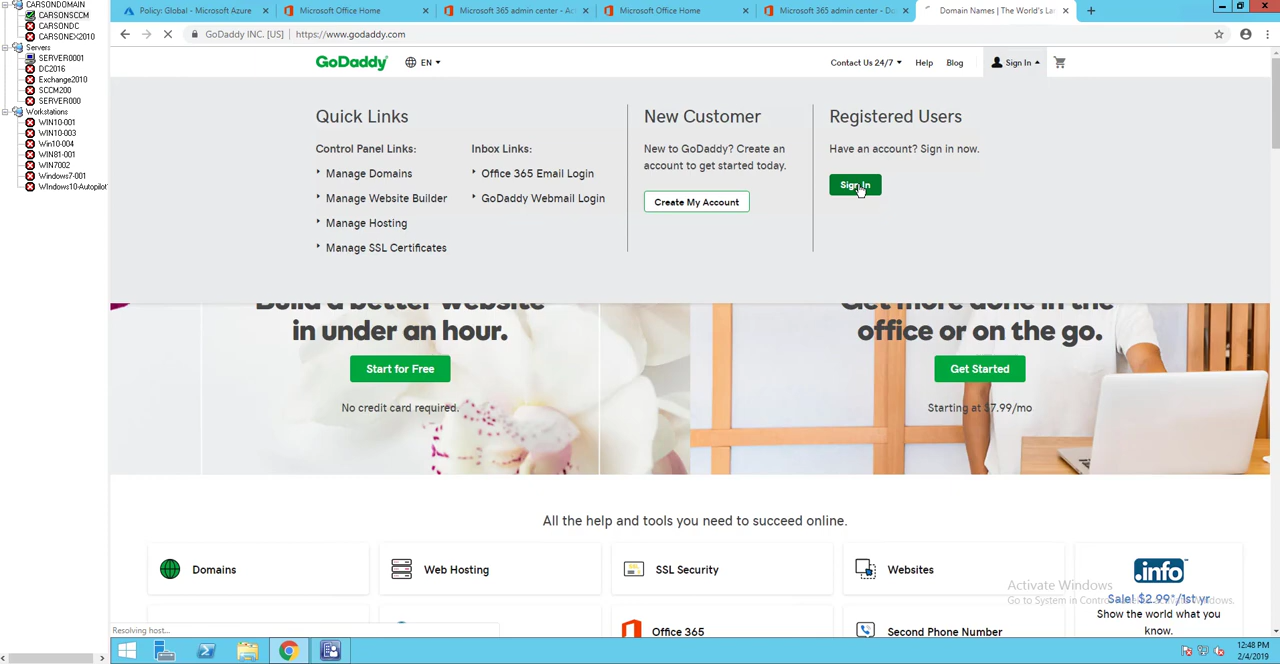 CARSONDOMAIN
CARSONSCCM
CARSONDC
CARSONEX2010
Servers
SERVER0001
DC2016
Exchange2010
SCCM200
SERVER000
Workstations
WIN10-001
WIN10-003
Win10-004
WIN81-001
WIN7002
Windows7-001
WIndows10-Autopilot
Policy: Global - Microsoft Azure
Microsoft Office Home
Microsoft 365 admin center - Ac
Microsoft Office Home
Microsoft 365 admin center - Do
Domain Names | The World's La
GoDaddy INC. [US] | https://www.godaddy.com
GoDaddy
EN
Contact Us 24/7
Help
Blog
Sign In
Quick Links
Control Panel Links:
Manage Domains
Manage Website Builder
Manage Hosting
Manage SSL Certificates
Inbox Links:
Office 365 Email Login
GoDaddy Webmail Login
New Customer
New to GoDaddy? Create an
account to get started today.
Create My Account
Registered Users
Have an account? Sign in now.
Sign In
Build a better website
in under an hour.
Start for Free
No credit card required.
Get more done in the
office or on the go.
Get Started
Starting at $7.99/mo
All the help and tools you need to succeed online.
Domains
Web Hosting
SSL Security
Websites
.info
Sale! $2.99*/1st yr
Show the world what you
know.
Office 365
Second Phone Number
Activate Windows
Go to System in Control
Resolving host...
12:48 PM
2/4/2019